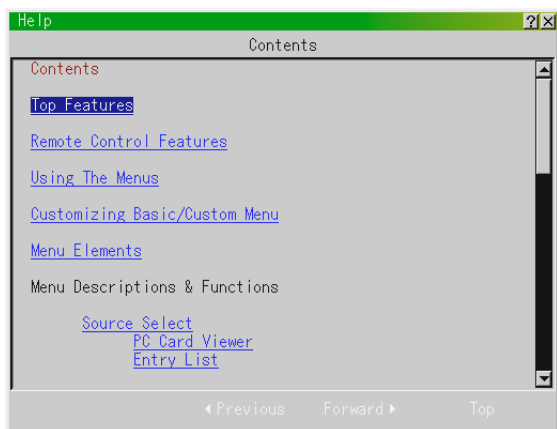 Help
Contents
Contents
Top Features
Remote Control Features
Using The Menus
Customizing Basic/Custom Menu
Menu Elements
Menu Descriptions & Functions
Source Select
PC Card Viewer
Entry List
Previous Forward Top